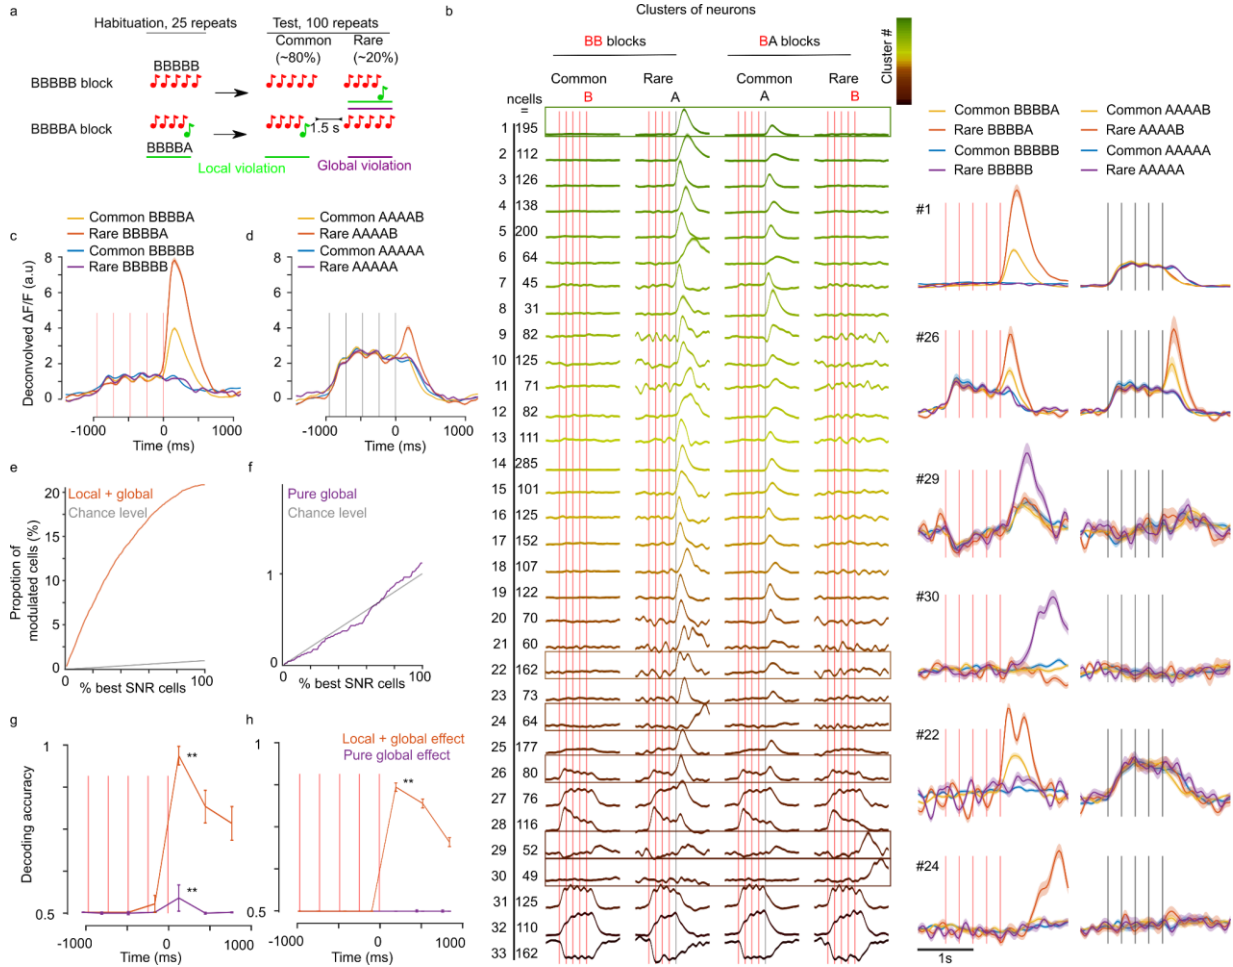 a
Habituation, 25 repeats
Test, 100 repeats
Common
(~80%)
Rare
(~20%)
BBBBB block
BBBBB
BBBBA block
BBBBA
1.5 s
Local violation
Global violation
b
Clusters of neurons
BB blocks
BA blocks
Common
Rare
Common
Rare
B
A
A
B
Cluster #
ncells
=
1 195
2 112
3 126
4 138
5 200
6 64
7 45
8 31
9 82
10 125
11 71
12 82
13 111
14 285
15 101
16 125
17 152
18 107
19 122
20 70
21 60
22 162
23 73
24 64
25 177
26 80
27 76
28 116
29 52
30 49
31 125
32 110
33 162
Common BBBBA
Rare BBBBA
Common BBBBB
Rare BBBBB
Common AAAAB
Rare AAAAB
Common AAAAA
Rare AAAAA
#1
#26
#29
#30
#22
#24
1s
c
Common BBBBA
Rare BBBBA
Common BBBBB
Rare BBBBB
Deconvolved ΔF/F (a.u)
8
6
4
2
0
-1000
0
1000
Time (ms)
d
Common AAAAB
Rare AAAAB
Common AAAAA
Rare AAAAA
8
6
4
2
0
-1000
0
1000
Time (ms)
e
Local + global
Chance level
Propotion of
modulated cells (%)
20
15
10
5
0
0
100
% best SNR cells
f
Pure global
Chance level
1
0
0
100
% best SNR cells
g
Decoding accuracy
1
0.5
**
**
-1000
0
1000
Time (ms)
h
Local + global effect
Pure global effect
1
0.5
**
-1000
0
1000
Time (ms)